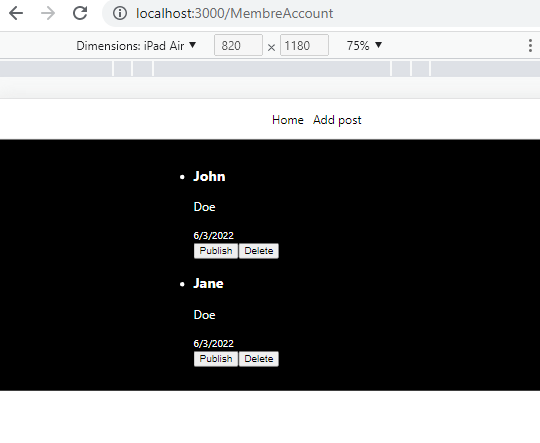 localhost:3000/MembreAccount
Dimensions: iPad Air ▼ 820 × 1180 75% ▼
Home Add post
• John
Doe
6/3/2022
Publish Delete
• Jane
Doe
6/3/2022
Publish Delete